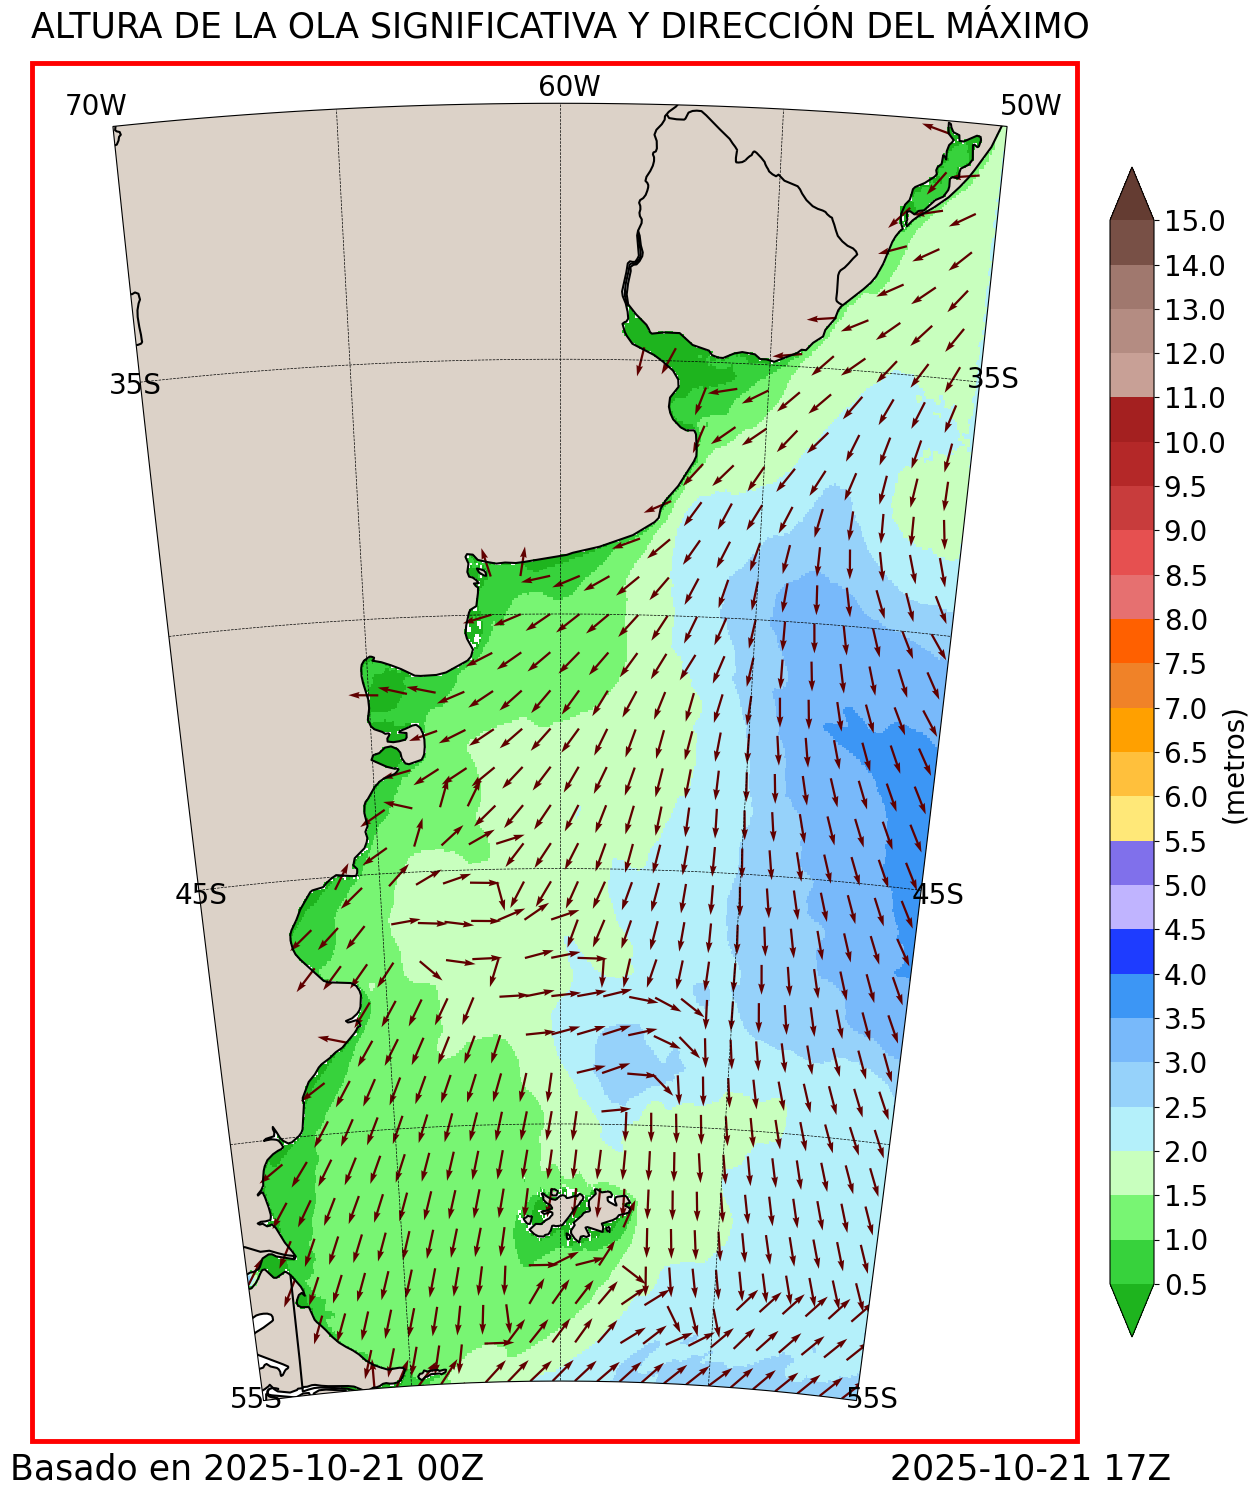 ALTURA DE LA OLA SIGNIFICATIVA Y DIRECCIÓN DEL MÁXIMO
70W
60W
50W
35S
35S
45S
45S
55S
55S
15.0
14.0
13.0
12.0
11.0
10.0
9.5
9.0
8.5
8.0
7.5
7.0
6.5
6.0
5.5
5.0
4.5
4.0
3.5
3.0
2.5
2.0
1.5
1.0
0.5
(metros)
Basado en 2025-10-21 00Z
2025-10-21 17Z